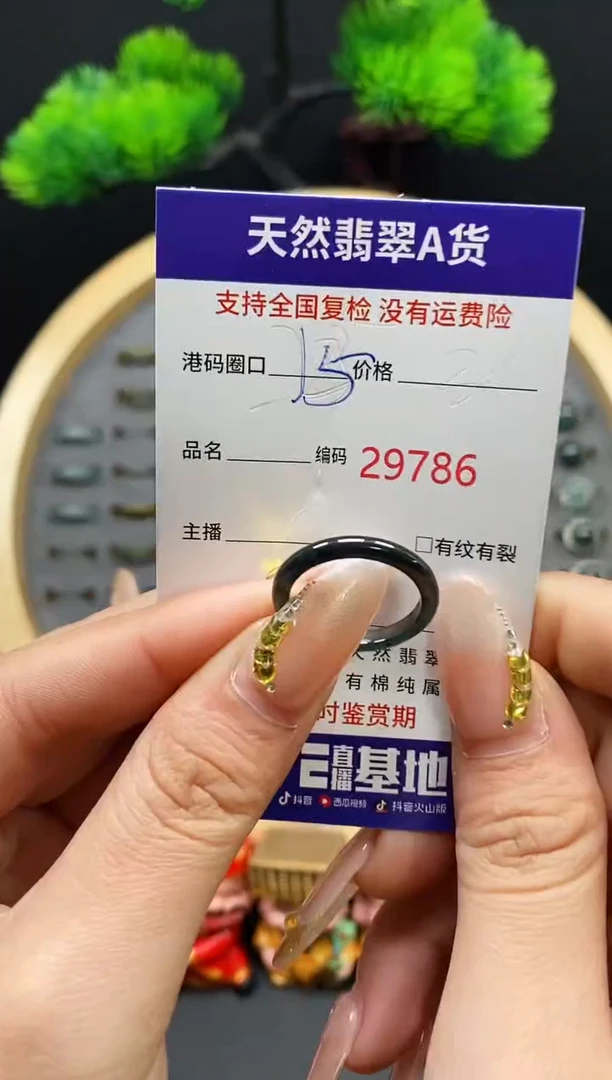 天然翡翠A货
支持全国复检 没有运费险
港码圈口 15 价格
品名 编码 29786
主播 □有纹有裂
天然翡翠
有棉纯属
时鉴赏期
直播基地
抖音 西瓜视频 抖音火山版